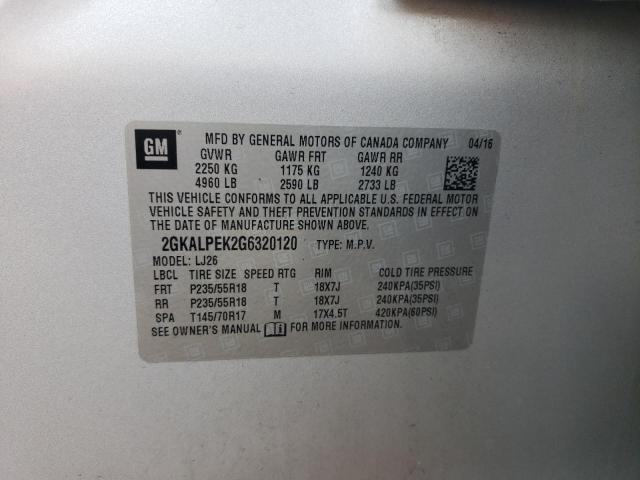 GM
MFD BY GENERAL MOTORS OF CANADA COMPANY 04/16
GVWR GAWR FRT GAWR RR
2250 KG 1175 KG 1240 KG
4960 LB 2590 LB 2733 LB
THIS VEHICLE CONFORMS TO ALL APPLICABLE U.S. FEDERAL MOTOR
VEHICLE SAFETY AND THEFT PREVENTION STANDARDS IN EFFECT ON
THE DATE OF MANUFACTURE SHOWN ABOVE.
2GKALPEK2G6320120 TYPE: M.P.V.
MODEL: LJ26
LBCL TIRE SIZE SPEED RTG RIM COLD TIRE PRESSURE
FRT P235/55R18 T 18X7J 240KPA(35PSI)
RR P235/55R18 T 18X7J 240KPA(35PSI)
SPA T145/70R17 M 17X4.5T 420KPA(60PSI)
SEE OWNER'S MANUAL FOR MORE INFORMATION.